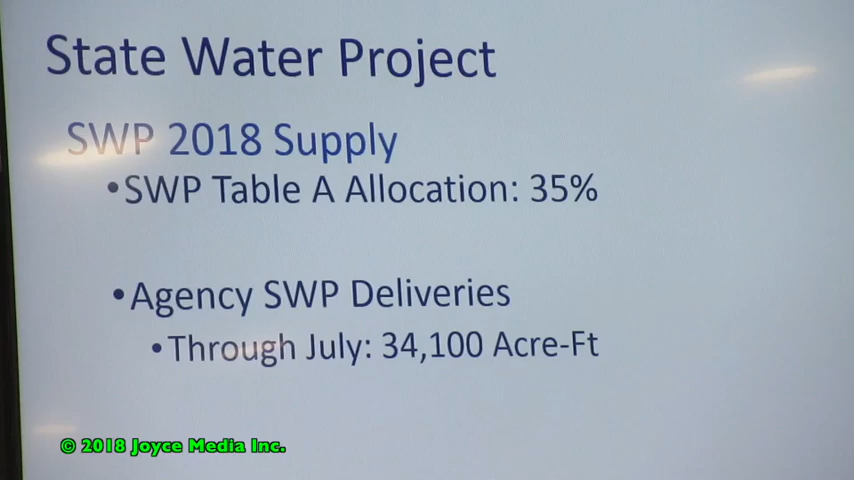 State Water Project
SWP 2018 Supply
•SWP Table A Allocation: 35%
•Agency SWP Deliveries
•Through July: 34,100 Acre-Ft
© 2018 Joyce Media Inc.